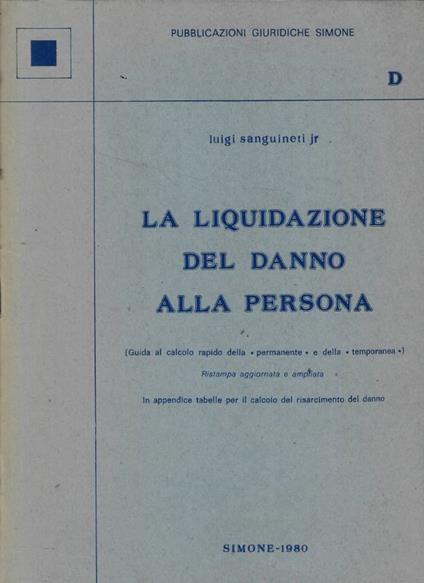 PUBBLICAZIONI GIURIDICHE SIMONE
D
luigi sanguineti jr
LA LIQUIDAZIONE
DEL DANNO
ALLA PERSONA
(Guida al calcolo rapido della « permanente » e della « temporanea »)
Ristampa aggiornata e ampliata
In appendice tabelle per il calcolo del risarcimento del danno
SIMONE-1980